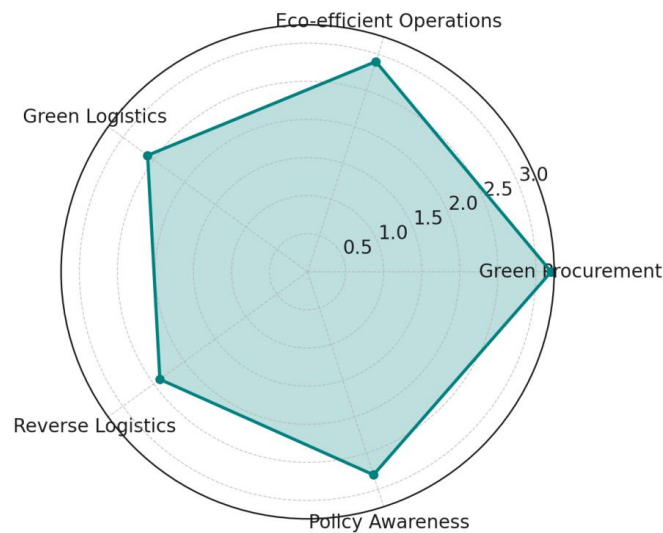 Eco-efficient Operations
Green Logistics
3.0
2.5
2.0
1.5
1.0
0.5
Green Procurement
Reverse Logistics
Policy Awareness